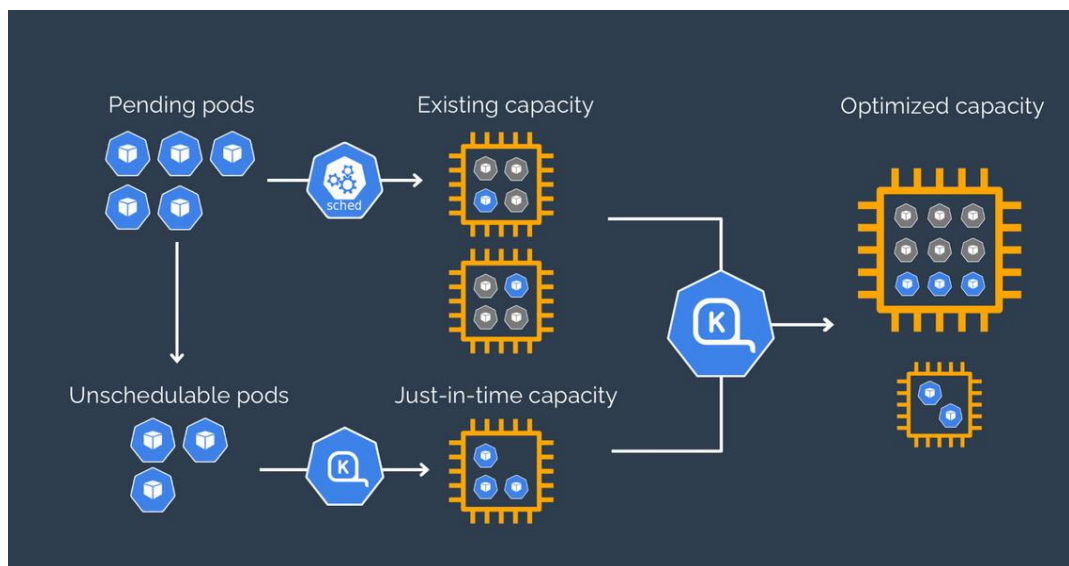 Pending pods
Existing capacity
Optimized capacity
sched
K
Unschedulable pods
Just-in-time capacity
K